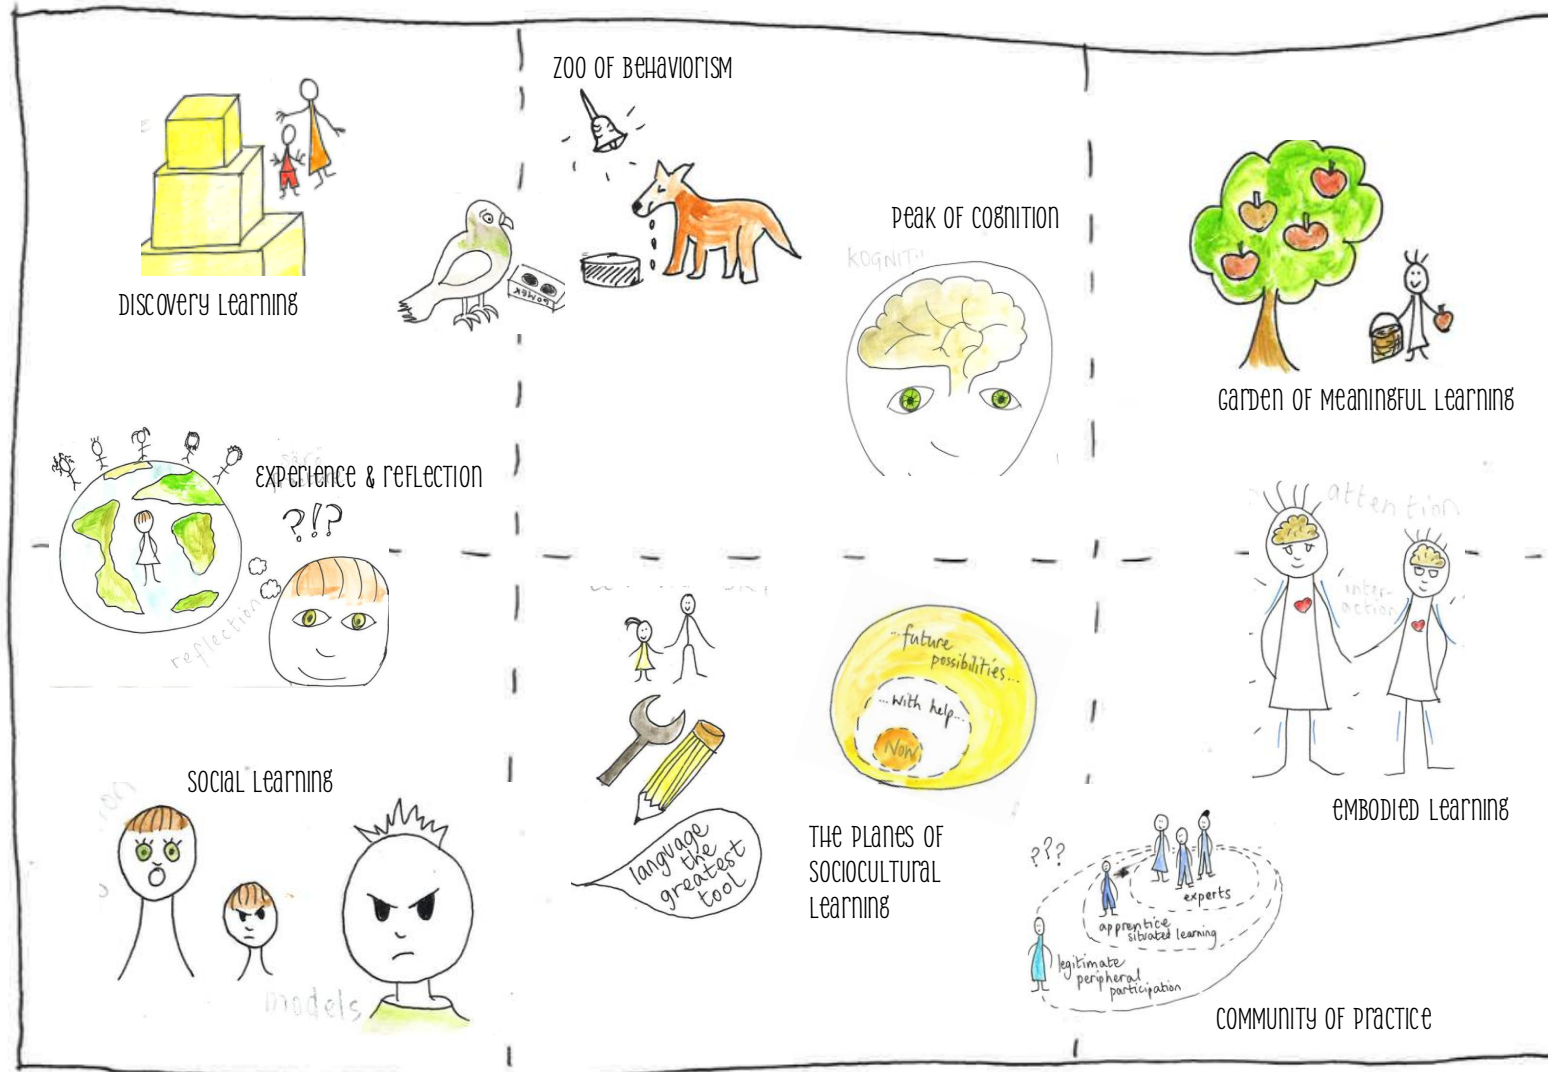 ZOO OF BEHAVIORISM
DISCOVERY LEARNING
PEAK OF COGNITION
KOGNITI
GARDEN OF MEANINGFUL LEARNING
EXPERIENCE & REFLECTION
?!?
reflection
attention
inter-
action
...future
possibilities...
...with help...
Now
language
the
greatest
tool
THE PLANES OF
SOCIOCULTURAL
LEARNING
SOCIAL LEARNING
models
EMBODIED LEARNING
???
experts
apprentice
situated learning
legitimate
peripheral
participation
COMMUNITY OF PRACTICE